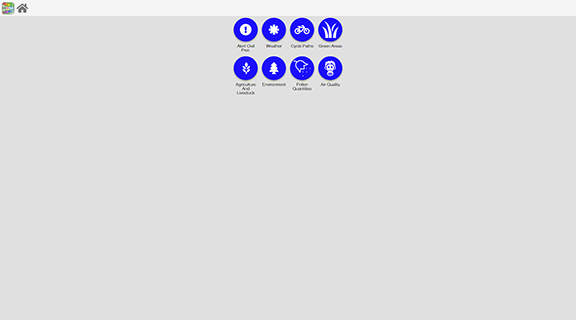 Alert Civil Weather Cycle Paths Green Areas
Prot.
Agriculture Environment Pollen Air Quality
And Quantities
Livestock